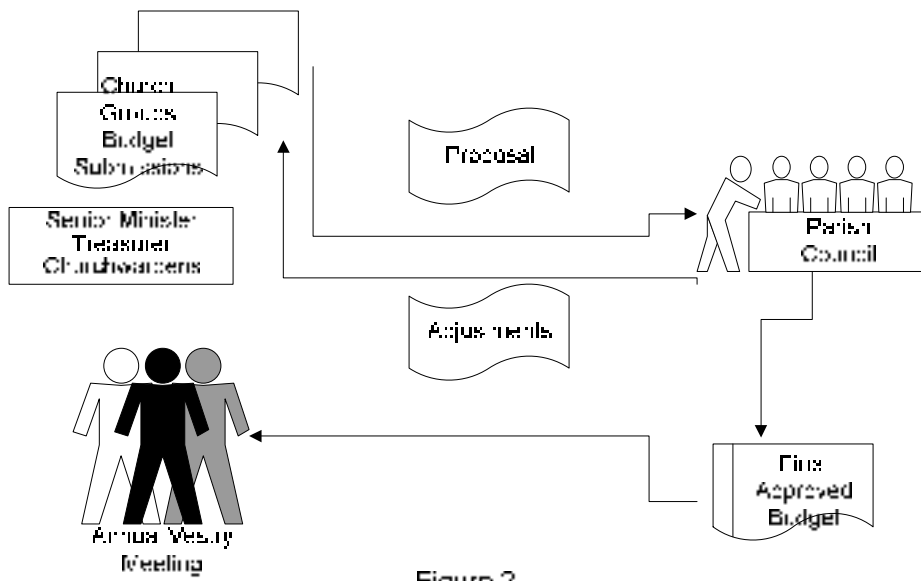 Church
Groups
Budget
Submissions
Proposal
Senior Minister
Treasurer
Churchwardens
Parish
Council
Adjustments
Final
Approved
Budget
Annual Vestry
Meeting
Figure 2